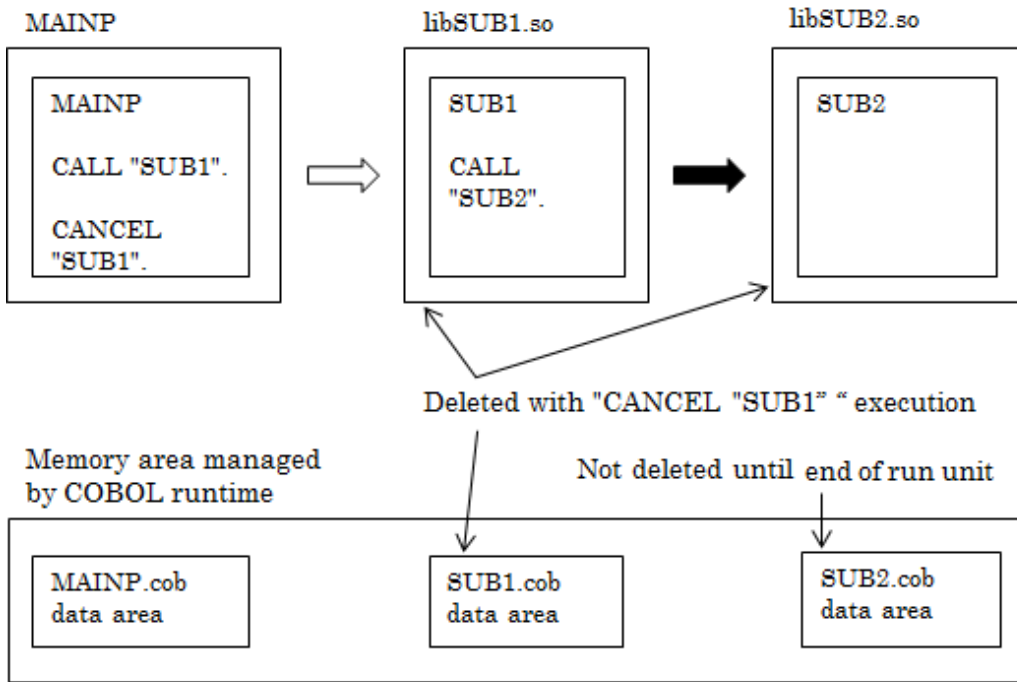 MAINP
libSUB1.so
libSUB2.so
MAINP
CALL "SUB1".
CANCEL
"SUB1".
SUB1
CALL
"SUB2".
SUB2
Deleted with "CANCEL "SUB1” “ execution
Memory area managed
by COBOL runtime
Not deleted until end of run unit
MAINP.cob
data area
SUB1.cob
data area
SUB2.cob
data area